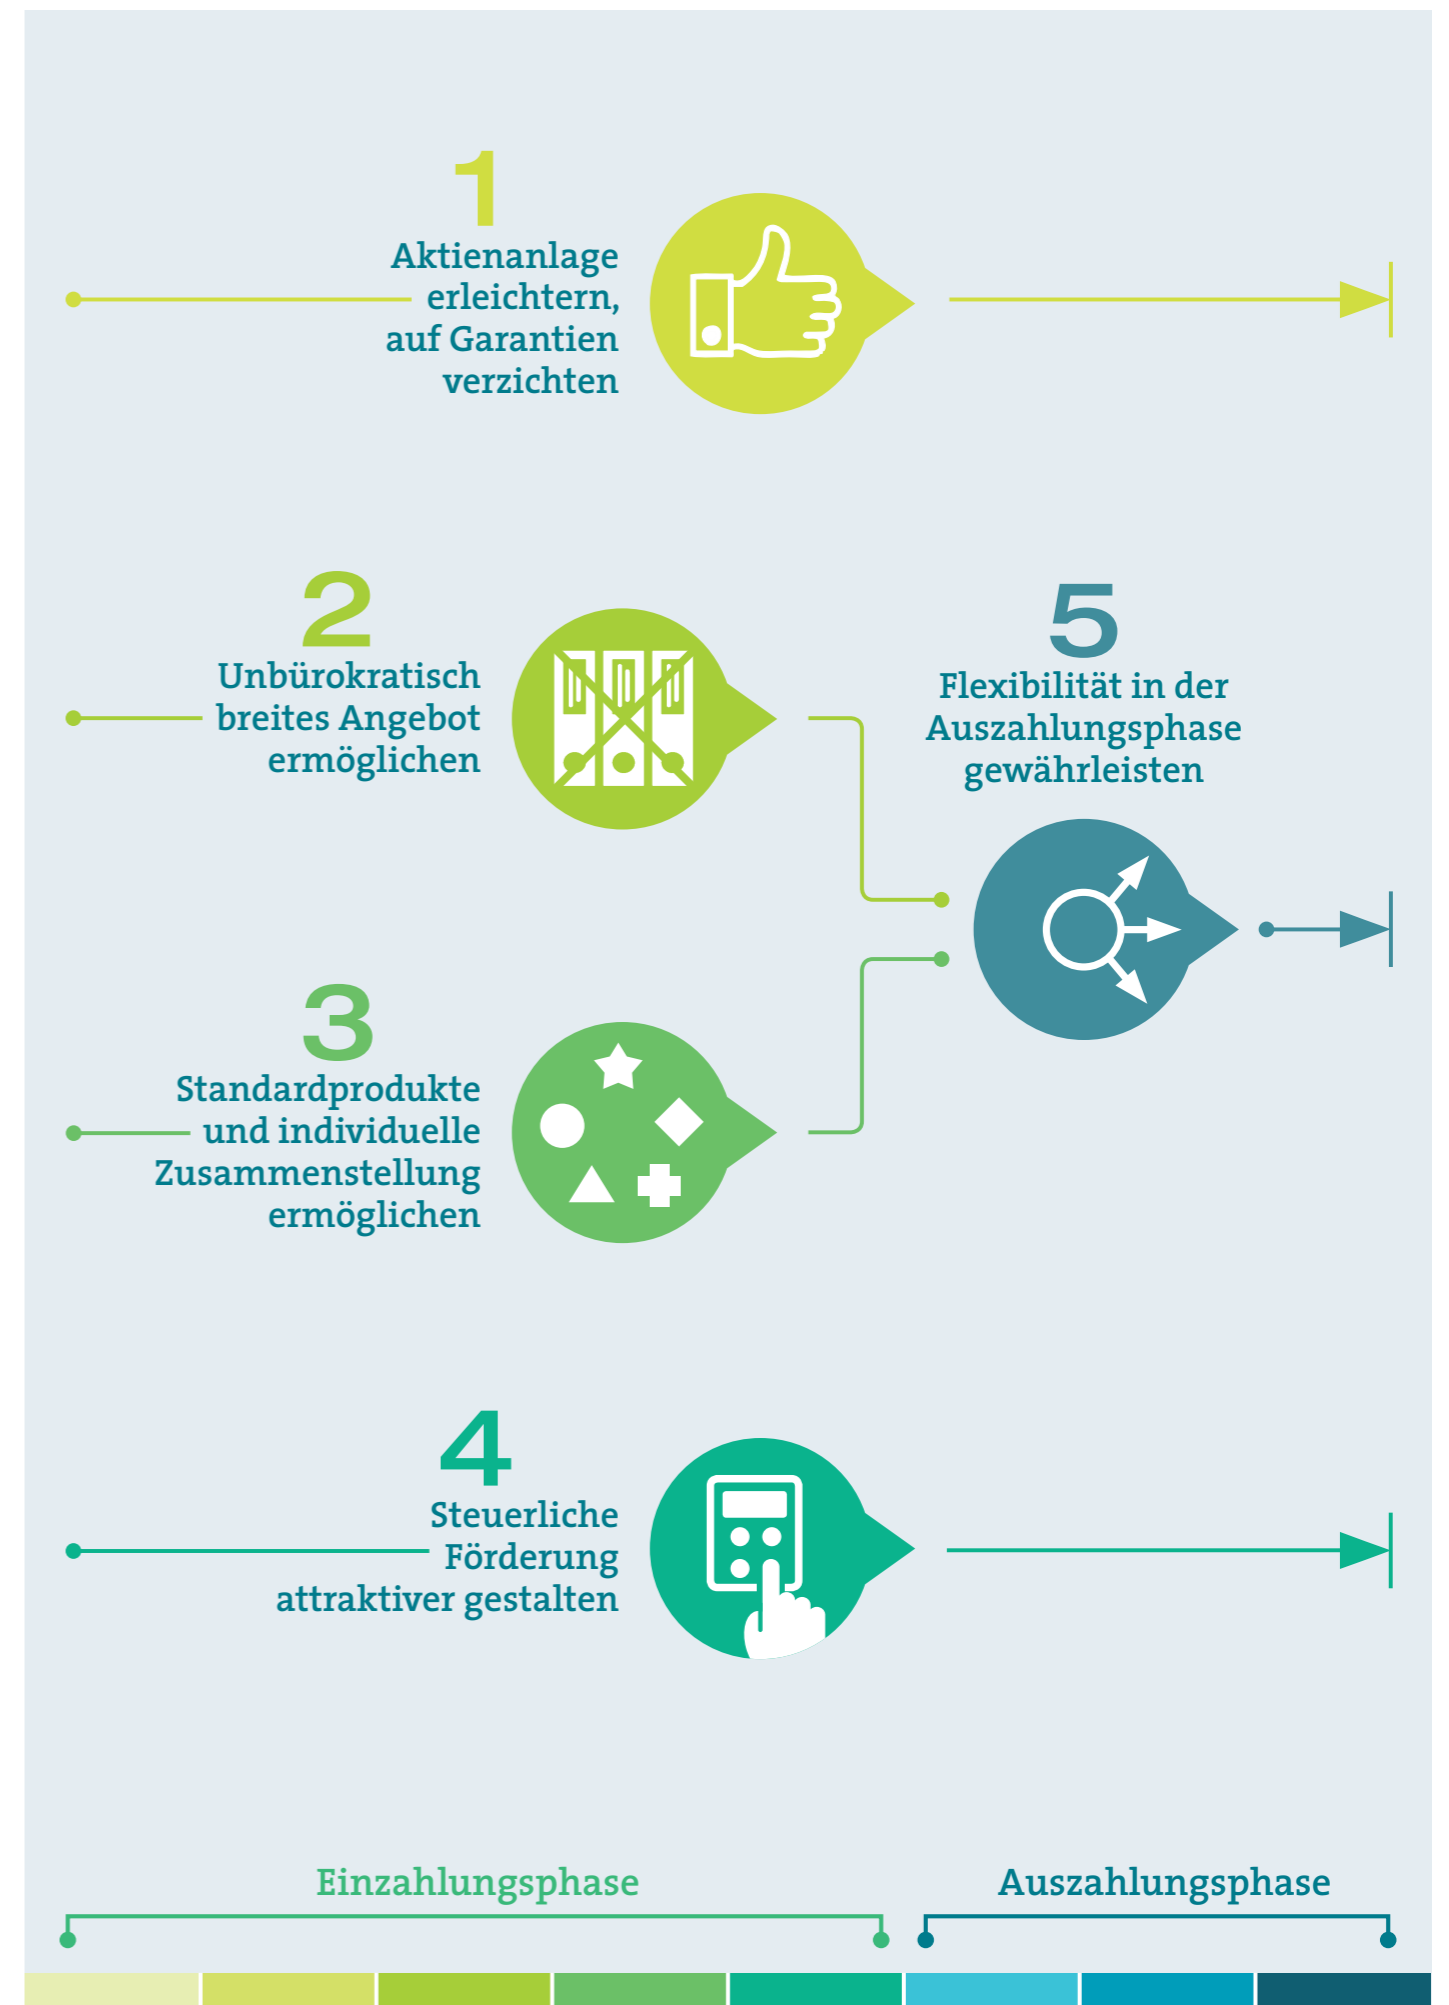 1
Aktienanlage
erleichtern,
auf Garantien
verzichten
2
Unbürokratisch
breites Angebot
ermöglichen
5
Flexibilität in der
Auszahlungsphase
gewährleisten
3
Standardprodukte
und individuelle
Zusammenstellung
ermöglichen
4
Steuerliche
Förderung
attraktiver gestalten
Einzahlungsphase
Auszahlungsphase